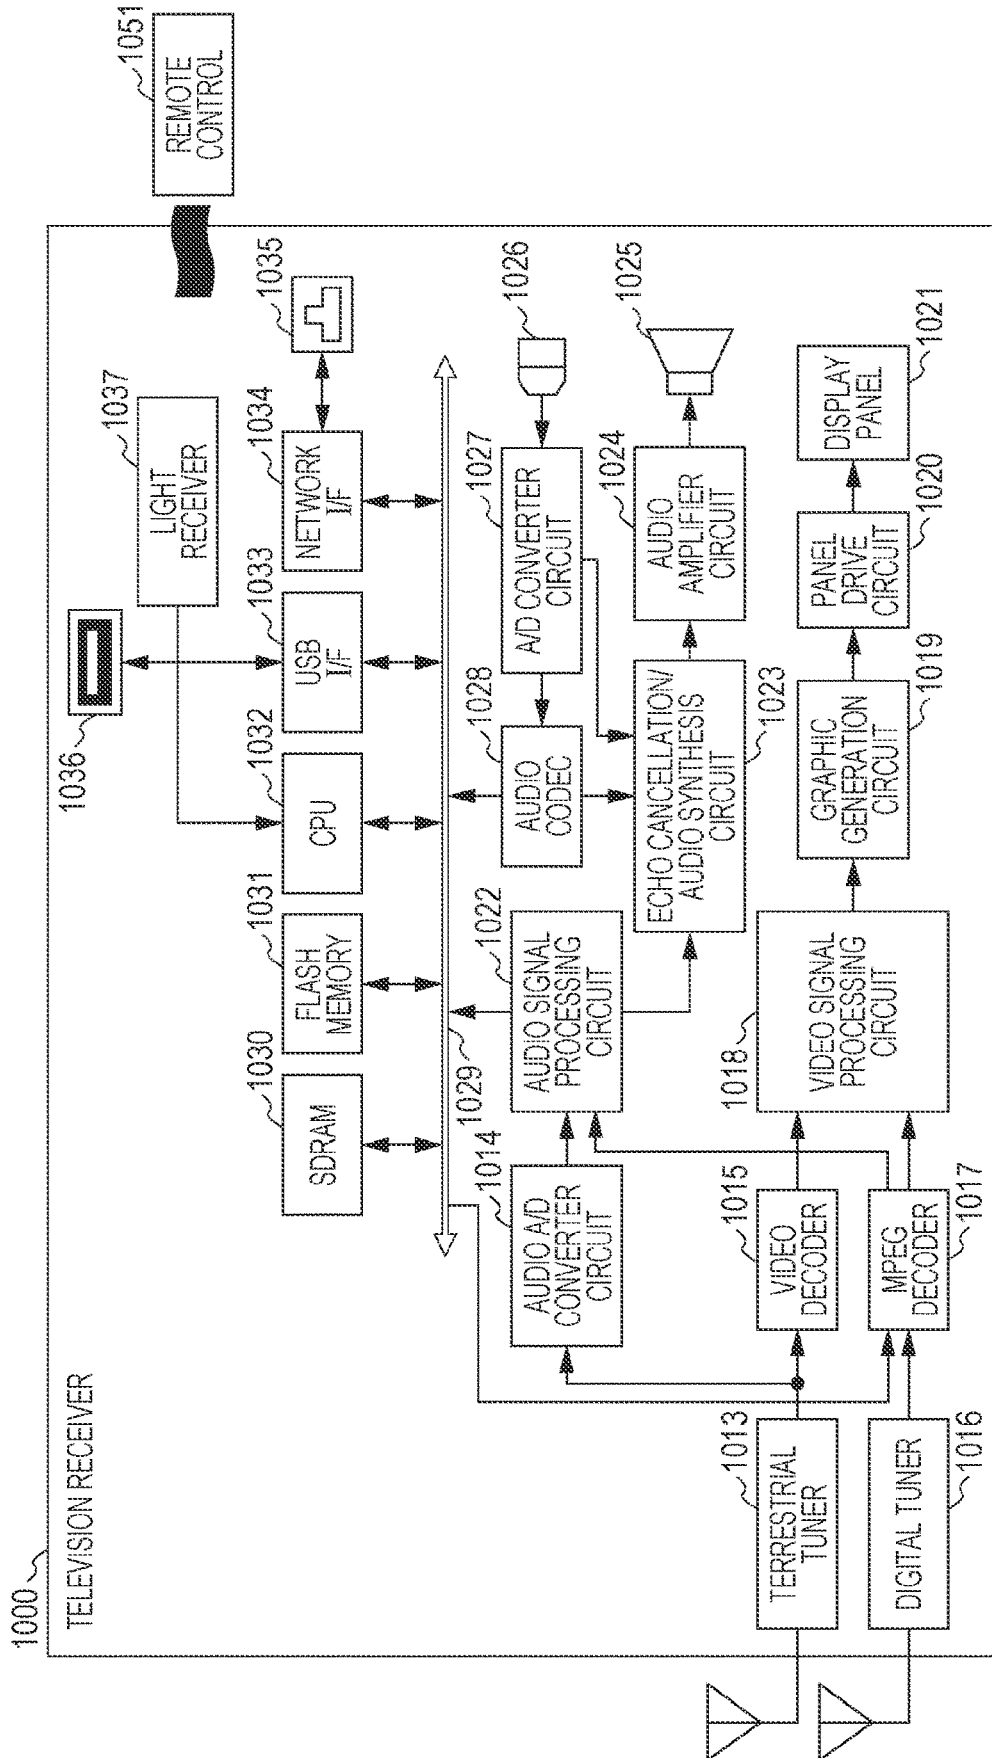 1000
TELEVISION RECEIVER
1051
REMOTE
CONTROL
1036
1037
LIGHT
RECEIVER
1030
SDRAM
1031
FLASH
MEMORY
1032
CPU
1033
USB
I/F
1034
NETWORK
I/F
1035
1029
1014
AUDIO A/D
CONVERTER
CIRCUIT
1022
AUDIO SIGNAL
PROCESSING
CIRCUIT
1028
AUDIO
CODEC
1027
A/D CONVERTER
CIRCUIT
1026
ECHO CANCELLATION/
AUDIO SYNTHESIS
CIRCUIT
1023
1024
AUDIO
AMPLIFIER
CIRCUIT
1025
1013
TERRESTRIAL
TUNER
1015
VIDEO
DECODER
1018
VIDEO SIGNAL
PROCESSING
CIRCUIT
GRAPHIC
GENERATION
CIRCUIT
1019
PANEL
DRIVE
CIRCUIT
1020
DISPLAY
PANEL
1021
DIGITAL TUNER
1016
MPEG
DECODER
1017